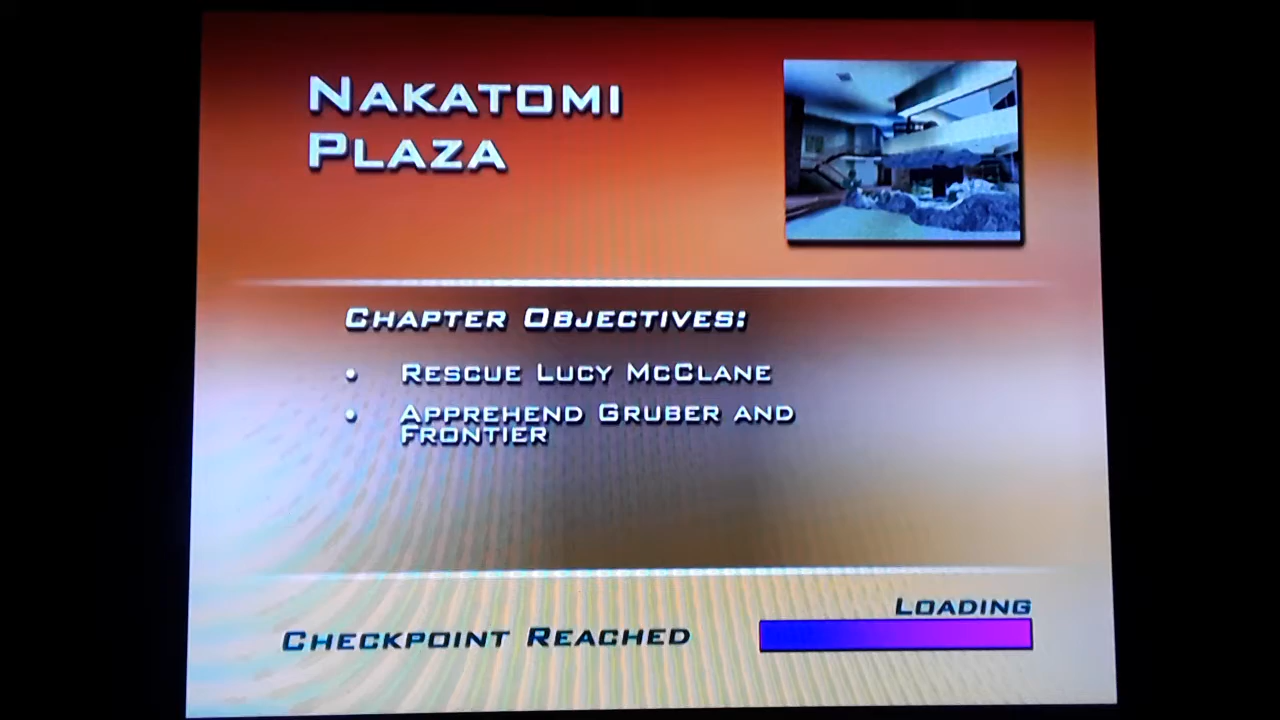 Nakatomi
Plaza
Chapter Objectives:
• Rescue Lucy McClane
• Apprehend Gruber and
Frontier
Loading
Checkpoint Reached